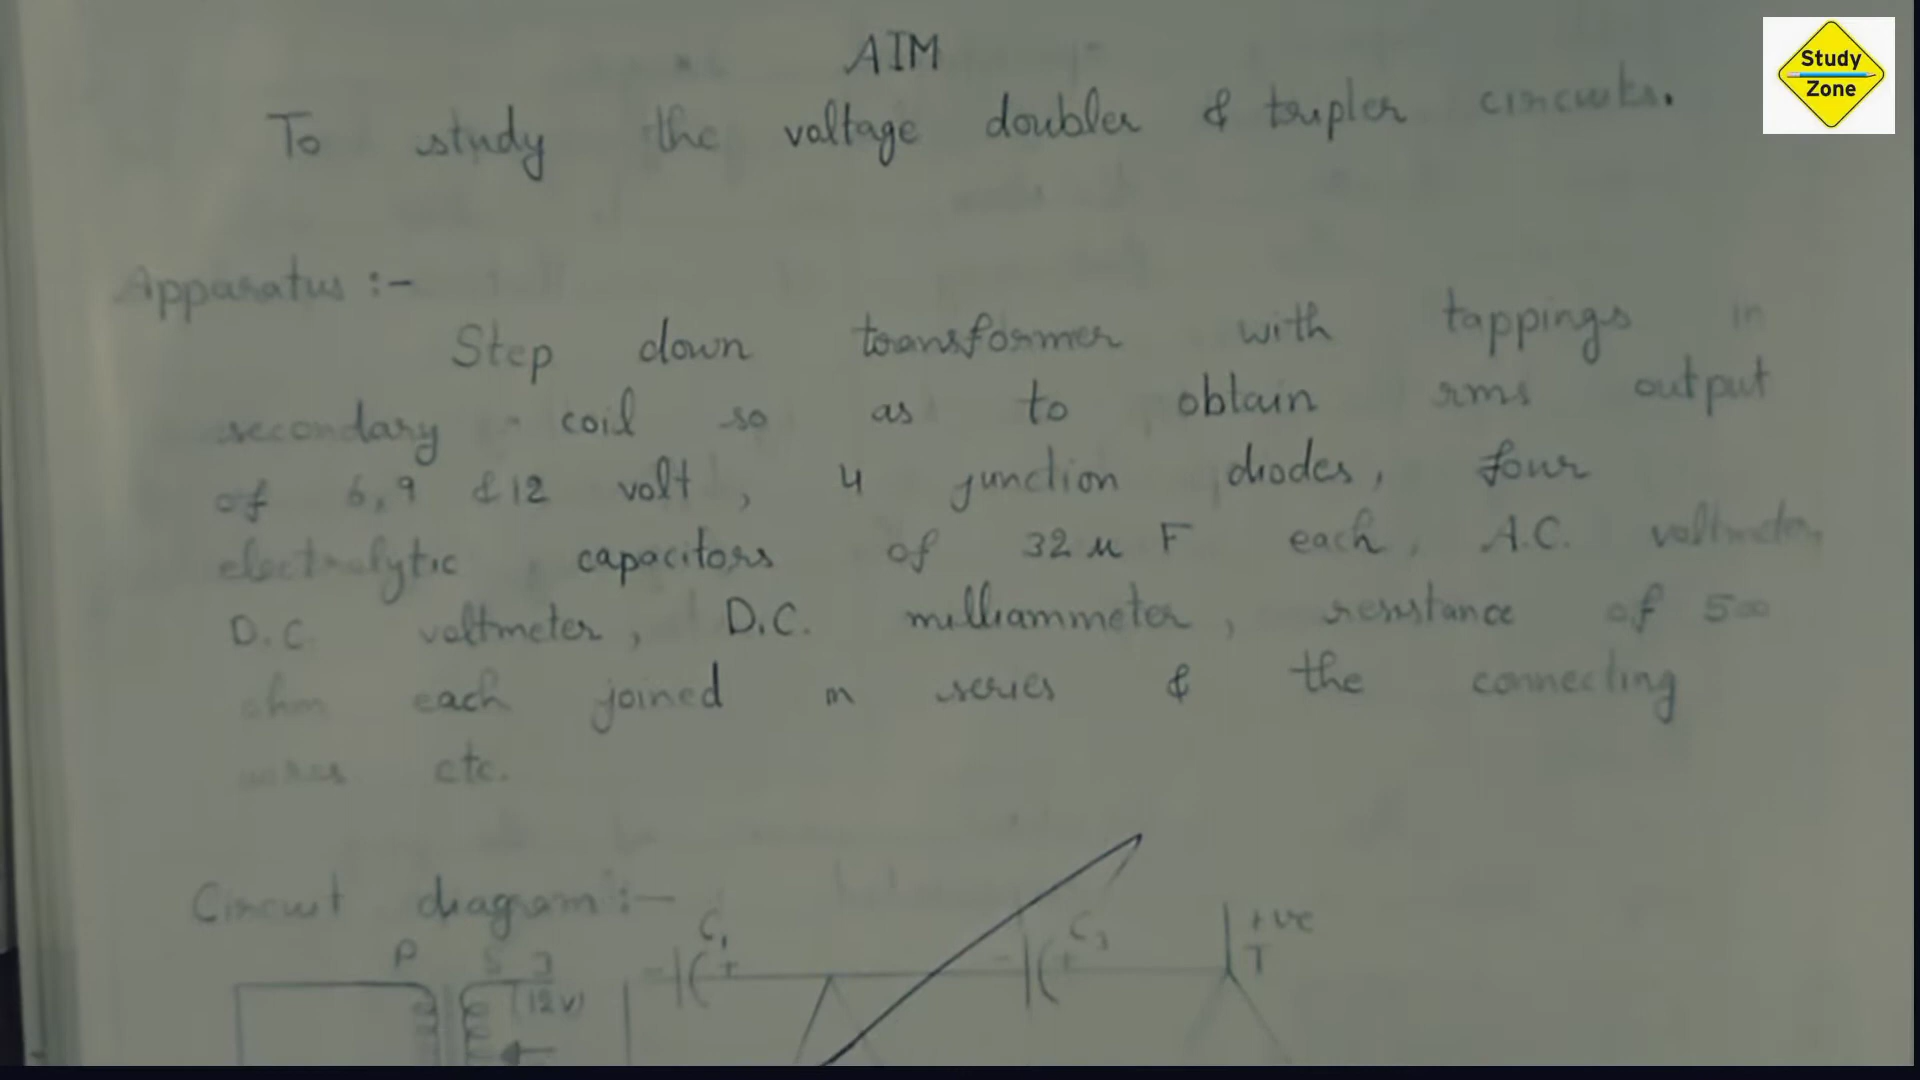 AIM
To study the voltage doubler & tripler circuits.
Study
Zone
Apparatus :-
Step down transformer with tappings in
secondary coil so as to obtain rms output
of 6, 9 & 12 volt, 4 junction diodes, four
electrolytic capacitors of 32 μ F each, A.C. voltmeter,
D.C voltmeter, D.C. milliammeter, resistance of 500
ohm each joined in series & the connecting
wires etc.
Circuit diagram :-
P
C1
C3
+ve
T
(12v)